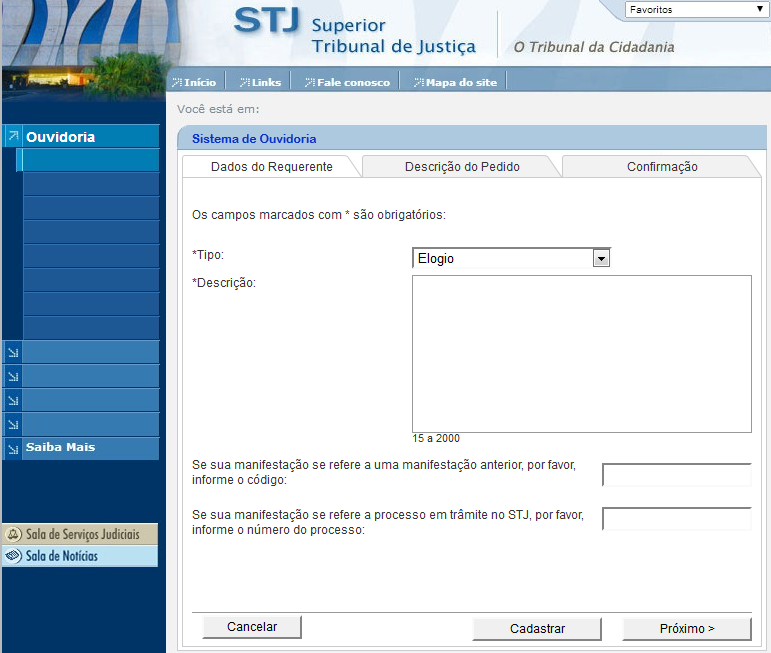 STJ Superior
Tribunal de Justiça
O Tribunal da Cidadania
Favoritos
Início Links Fale conosco Mapa do site
Você está em:
Ouvidoria
Saiba Mais
Sala de Serviços Judiciais
Sala de Notícias
Sistema de Ouvidoria
Dados do Requerente Descrição do Pedido Confirmação
Os campos marcados com * são obrigatórios:
*Tipo: Elogio
*Descrição:
15 a 2000
Se sua manifestação se refere a uma manifestação anterior, por favor,
informe o código:
Se sua manifestação se refere a processo em trâmite no STJ, por favor,
informe o número do processo:
Cancelar Cadastrar Próximo >